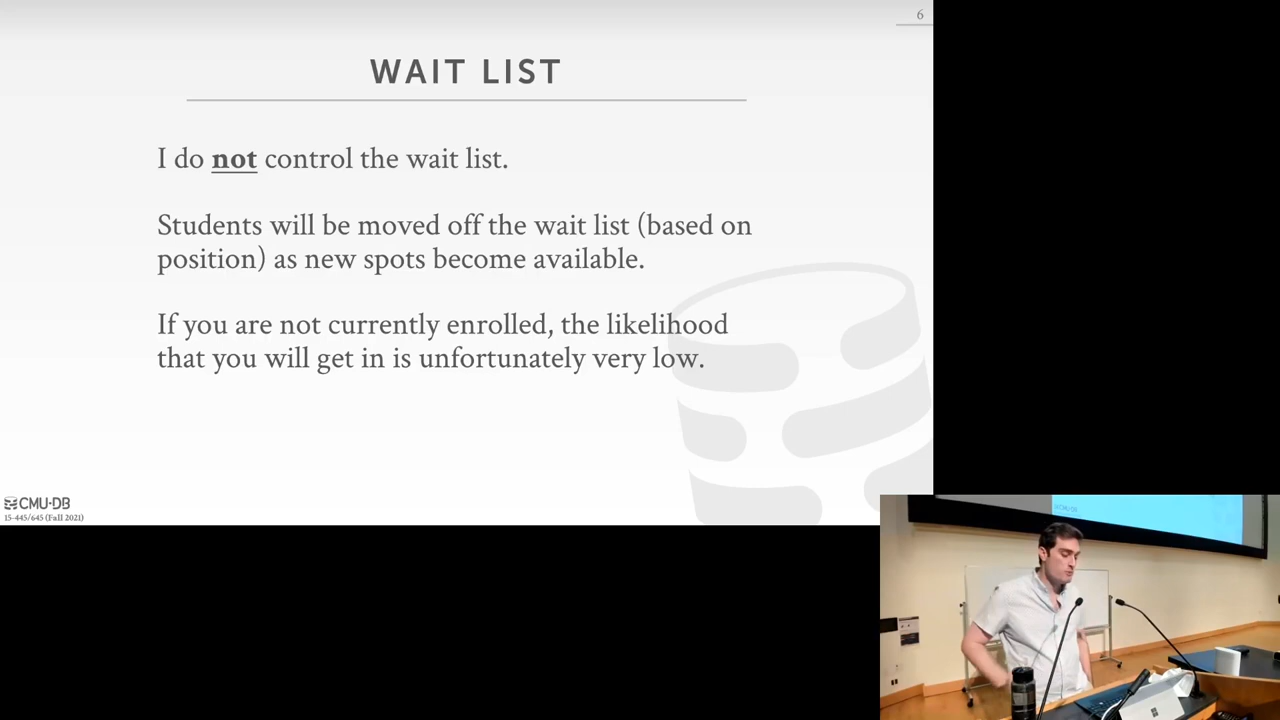 6
WAIT LIST
I do not control the wait list.
Students will be moved off the wait list (based on
position) as new spots become available.
If you are not currently enrolled, the likelihood
that you will get in is unfortunately very low.
CMU·DB
15-445/645 (Fall 2021)